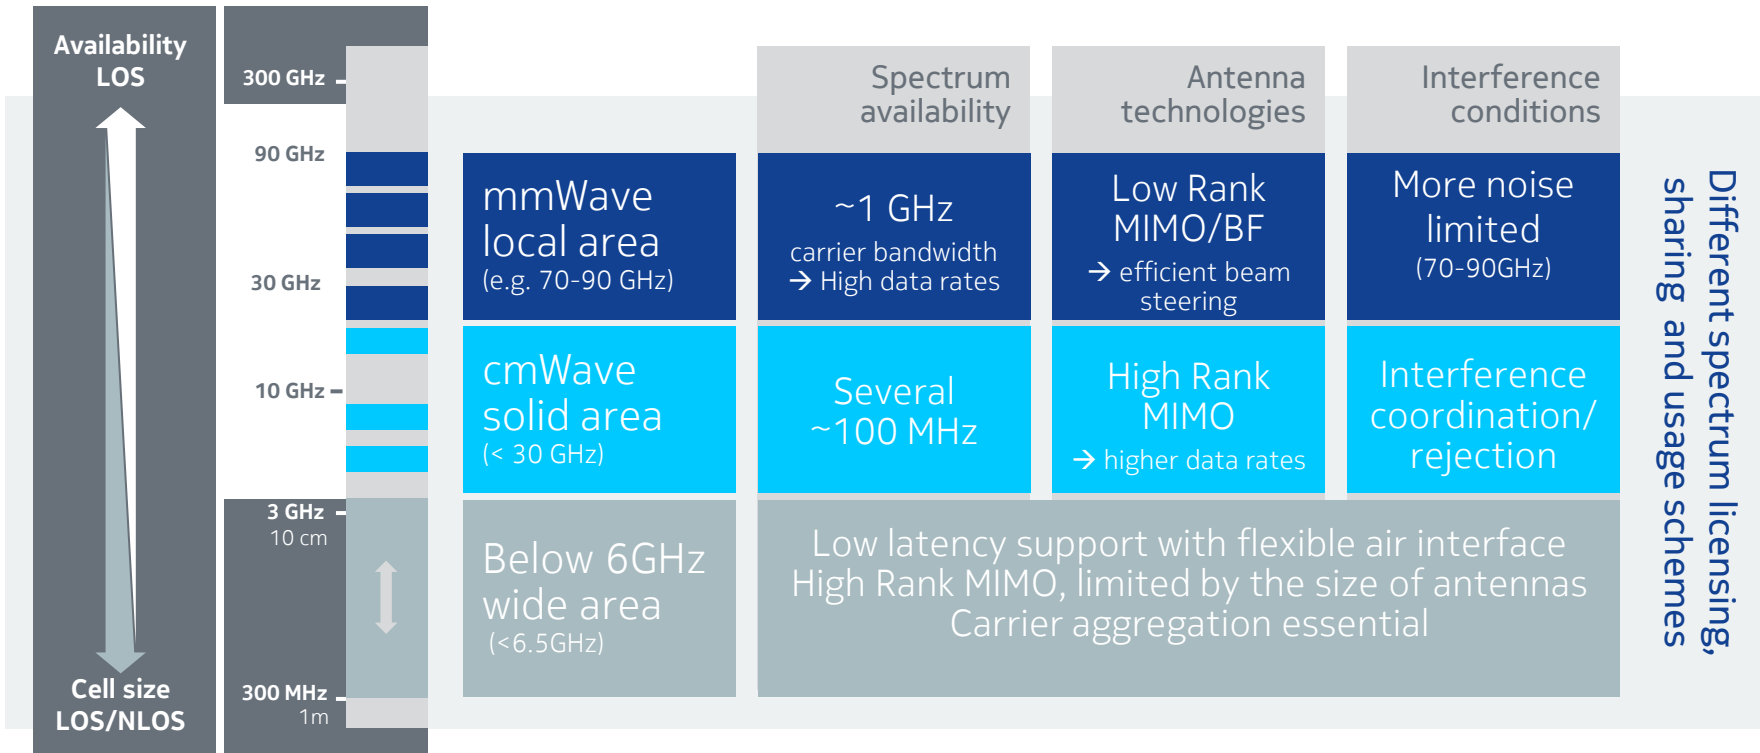 Availability
LOS
Cell size
LOS/NLOS
300 GHz
90 GHz
30 GHz
10 GHz
3 GHz
10 cm
300 MHz
1m
Spectrum
availability
Antenna
technologies
Interference
conditions
mmWave
local area
(e.g. 70-90 GHz)
~1 GHz
carrier bandwidth
→ High data rates
Low Rank
MIMO/BF
→ efficient beam
steering
More noise
limited
(70-90GHz)
cmWave
solid area
(< 30 GHz)
Several
~100 MHz
High Rank
MIMO
→ higher data rates
Interference
coordination/
rejection
Below 6GHz
wide area
(<6.5GHz)
Low latency support with flexible air interface
High Rank MIMO, limited by the size of antennas
Carrier aggregation essential
Different spectrum licensing,
sharing and usage schemes